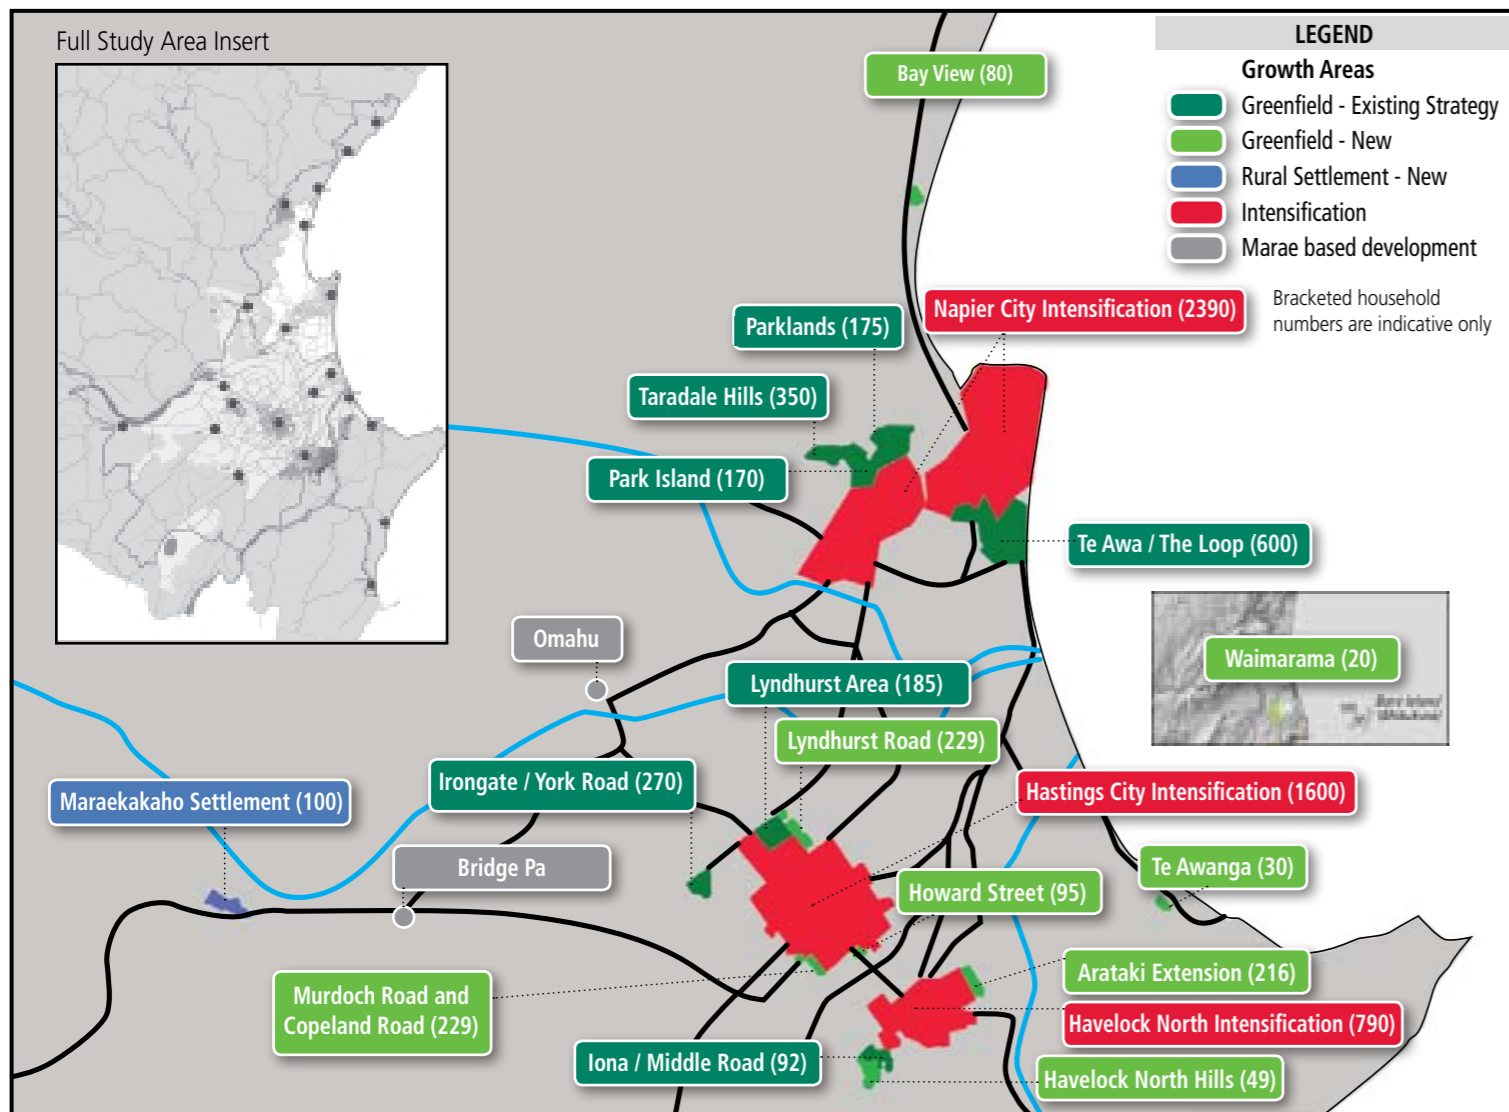 Full Study Area Insert
LEGEND
Growth Areas
Greenfield - Existing Strategy
Greenfield - New
Rural Settlement - New
Intensification
Marae based development
Bracketed household
numbers are indicative only
Bay View (80)
Napier City Intensification (2390)
Parklands (175)
Taradale Hills (350)
Park Island (170)
Te Awa / The Loop (600)
Omahu
Waimarama (20)
Lyndhurst Area (185)
Lyndhurst Road (229)
Irongate / York Road (270)
Hastings City Intensification (1600)
Maraekakaho Settlement (100)
Bridge Pa
Te Awanga (30)
Howard Street (95)
Arataki Extension (216)
Murdoch Road and
Copeland Road (229)
Havelock North Intensification (790)
Iona / Middle Road (92)
Havelock North Hills (49)